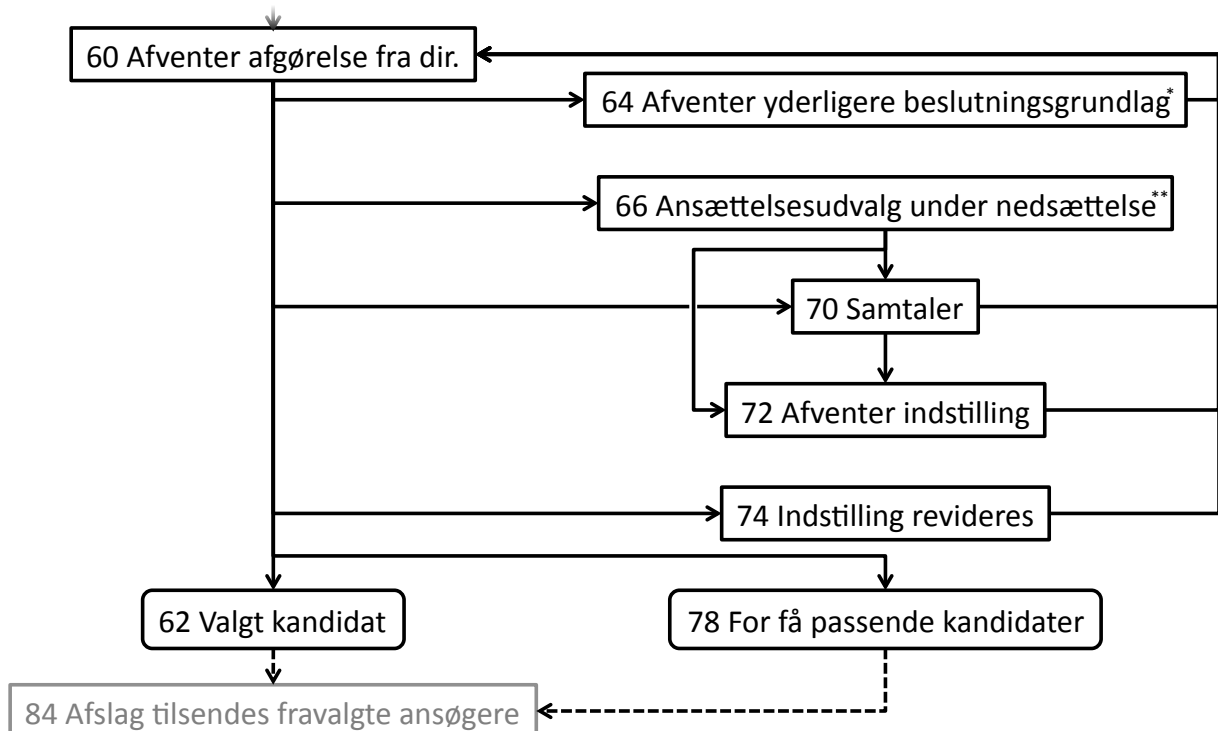 60 Afventer afgørelse fra dir.
64 Afventer yderligere beslutningsgrundlag*
66 Ansættelsesudvalg under nedsættelse**
70 Samtaler
72 Afventer indstilling
74 Indstilling revideres
62 Valgt kandidat
78 For få passende kandidater
84 Afslag tilsendes fravalgte ansøgere